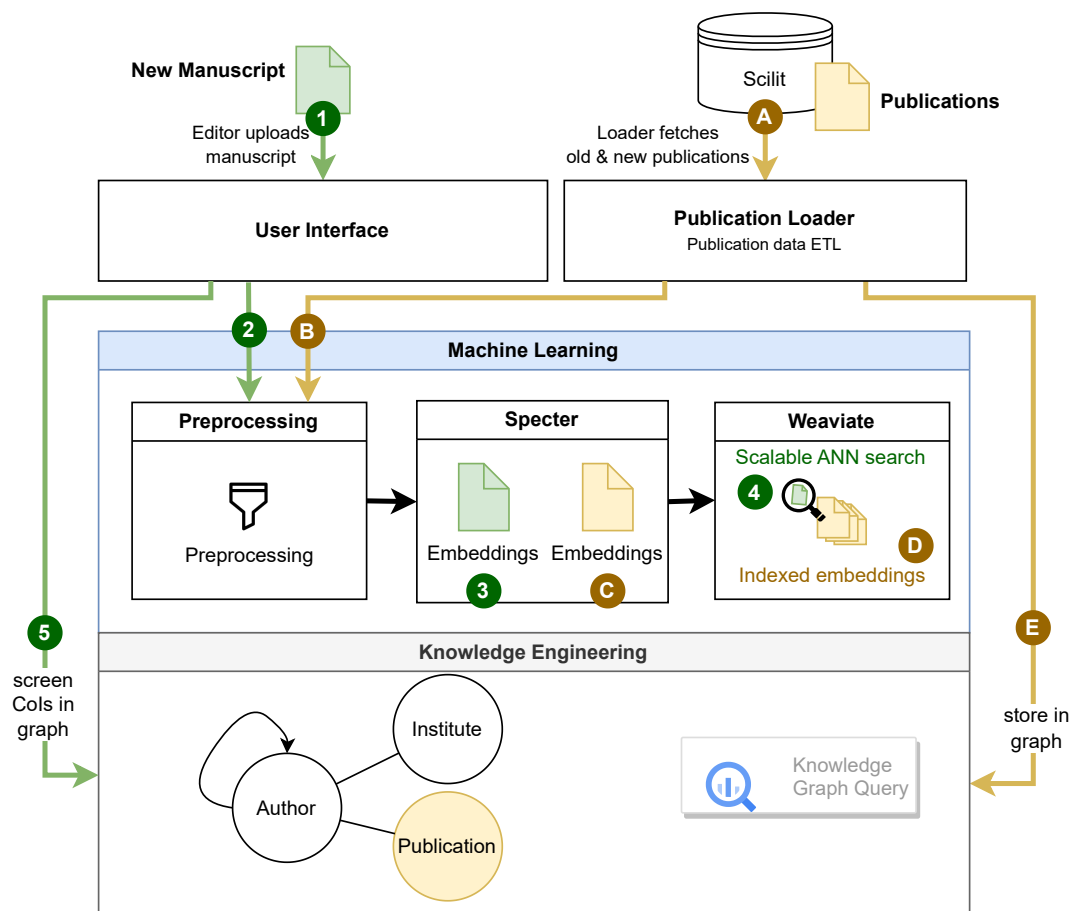 New Manuscript
1
Editor uploads
manuscript
Scilit
Publications
A
Loader fetches
old & new publications
User Interface
Publication Loader
Publication data ETL
2
B
Machine Learning
Preprocessing
Preprocessing
Specter
Embeddings
3
Embeddings
C
Weaviate
Scalable ANN search
4
D
Indexed embeddings
5
screen
CoIs in
graph
E
store in
graph
Knowledge Engineering
Institute
Author
Publication
Knowledge
Graph Query